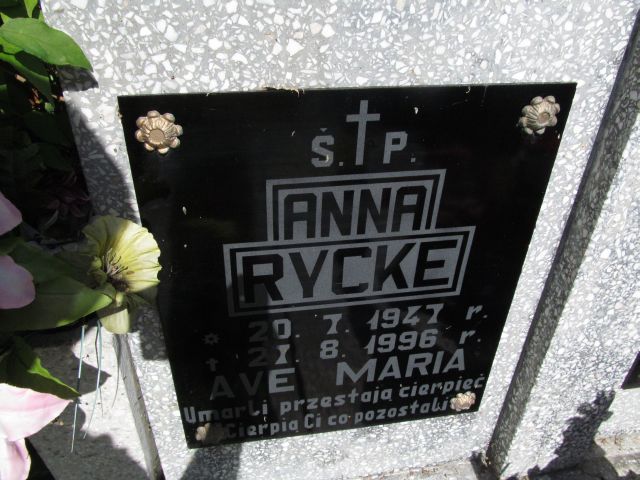 Ś. P.
ANNA
RYCKE
20. 7. 1947 r.
21. 8. 1996 r.
AVE MARIA
Umarli przestają cierpieć
Cierpią Ci co pozostali